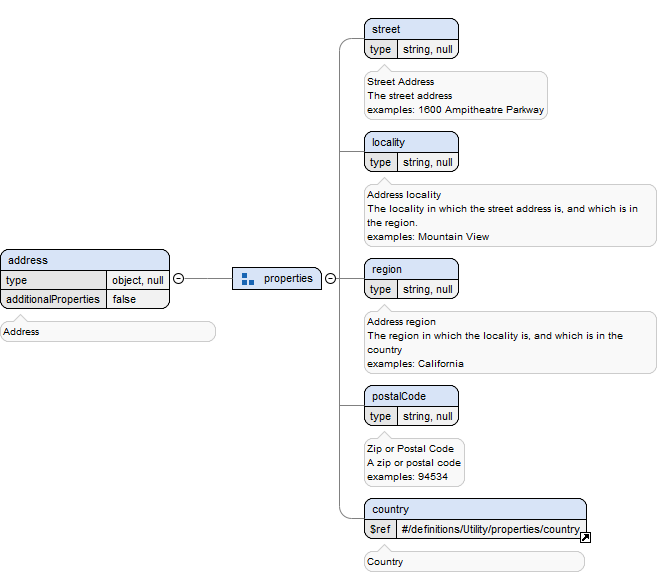 street
type string, null
Street Address
The street address
examples: 1600 Ampitheatre Parkway
locality
type string, null
Address locality
The locality in which the street address is, and which is in
the region.
examples: Mountain View
address
type object, null
additionalProperties false
Address
properties
region
type string, null
Address region
The region in which the locality is, and which is in the
country
examples: California
postalCode
type string, null
Zip or Postal Code
A zip or postal code
examples: 94534
country
$ref #/definitions/Utility/properties/country
Country